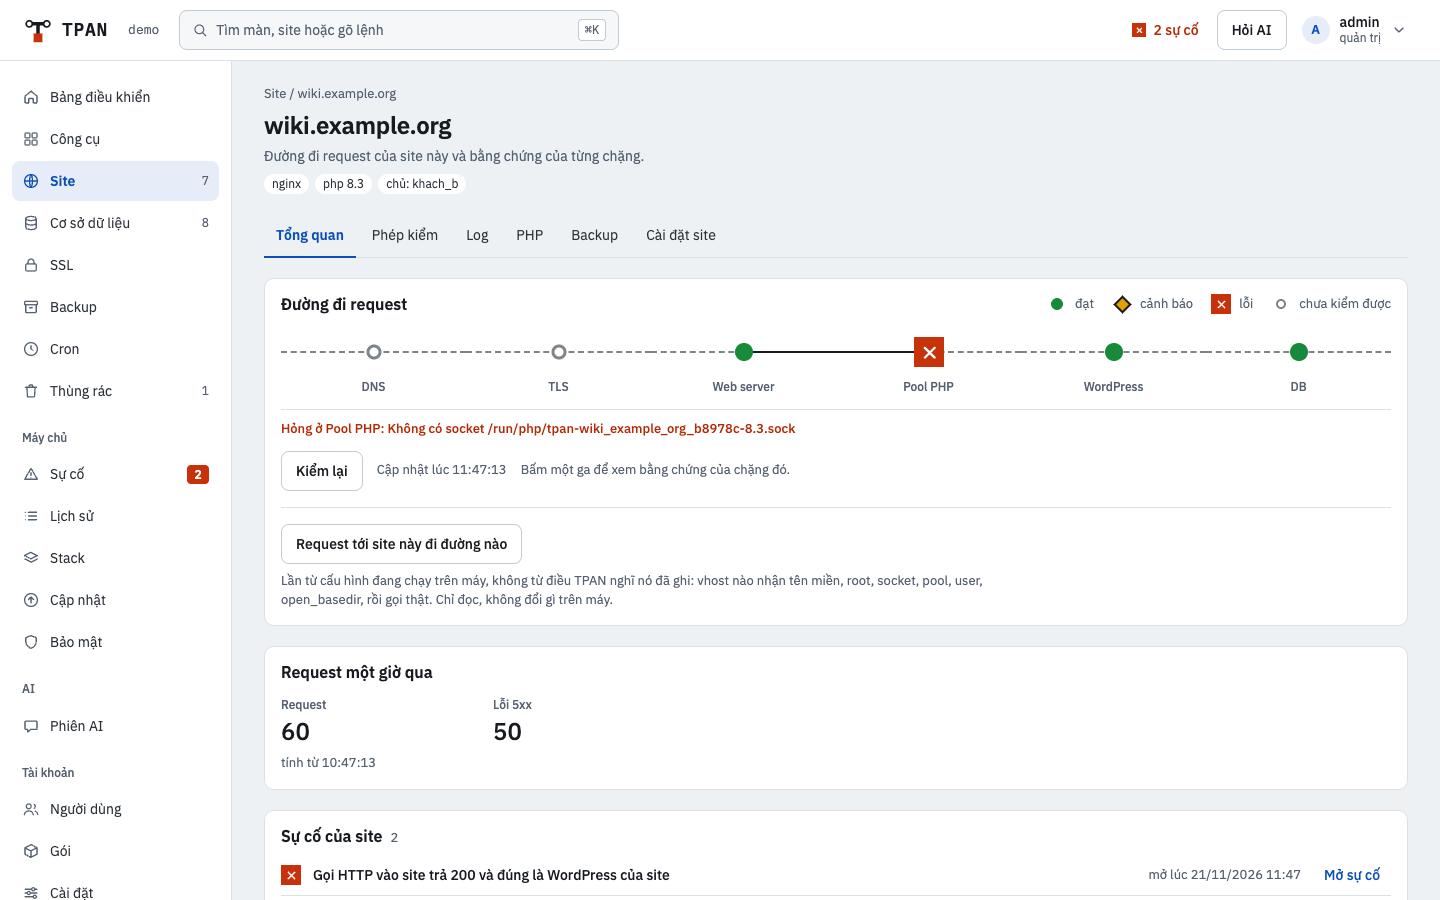 TPAN
demo
Tìm màn, site hoặc gõ lệnh
⌘K
2 sự cố
Hỏi AI
A
admin
quản trị
Bảng điều khiển
Công cụ
Site
7
Cơ sở dữ liệu
8
SSL
Backup
Cron
Thùng rác
1
Máy chủ
Sự cố
2
Lịch sử
Stack
Cập nhật
Bảo mật
AI
Phiên AI
Tài khoản
Người dùng
Gói
Cài đặt
Site / wiki.example.org
wiki.example.org
Đường đi request của site này và bằng chứng của từng chặng.
nginx
php 8.3
chủ: khach_b
Tổng quan
Phép kiểm
Log
PHP
Backup
Cài đặt site
Đường đi request
đạt
cảnh báo
lỗi
chưa kiểm được
DNS
TLS
Web server
Pool PHP
WordPress
DB
Hỏng ở Pool PHP: Không có socket /run/php/tpan-wiki_example_org_b8978c-8.3.sock
Kiểm lại
Cập nhật lúc 11:47:13
Bấm một ga để xem bằng chứng của chặng đó.
Request tới site này đi đường nào
Lần từ cấu hình đang chạy trên máy, không từ điều TPAN nghĩ nó đã ghi: vhost nào nhận tên miền, root, socket, pool, user,
open_basedir, rồi gọi thật. Chỉ đọc, không đổi gì trên máy.
Request một giờ qua
Request
Lỗi 5xx
60
50
tính từ 10:47:13
Sự cố của site
2
Gọi HTTP vào site trả 200 và đúng là WordPress của site
mở lúc 21/11/2026 11:47
Mở sự cố